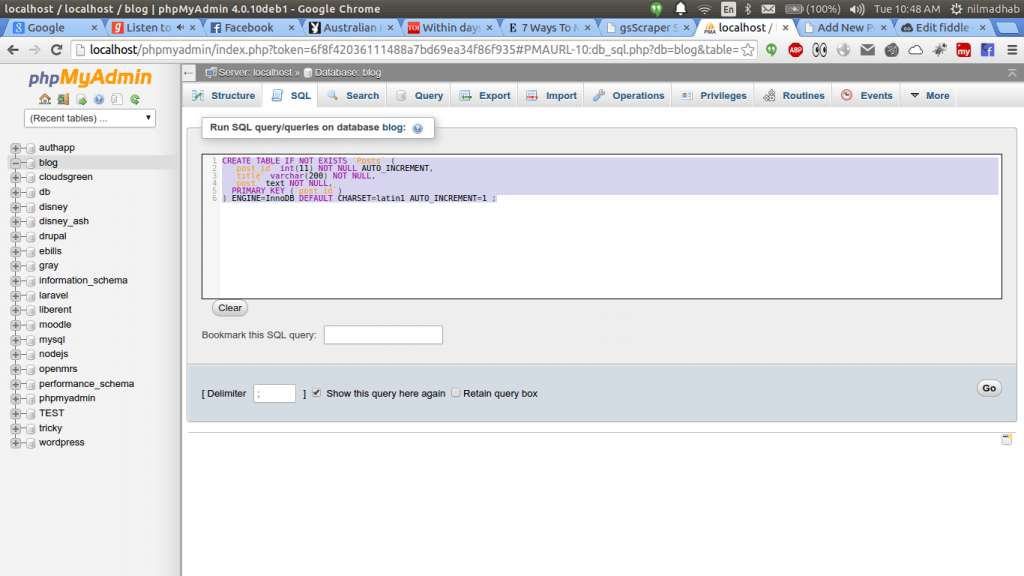 localhost / localhost / blog | phpMyAdmin 4.0.10deb1 - Google Chrome
En (100%) Tue 10:48 AM nilmadhab
Google Listen to Facebook Australian Within days 7 Ways To gsScraper localhost / Add New Edit fiddle
localhost/phpmyadmin/index.php?token=6f8f42036111488a7bd69ea34f86f935#PMAURL-10:db_sql.php?db=blog&table=
phpMyAdmin
(Recent tables) ...
authapp
blog
cloudsgreen
db
disney
disney_ash
drupal
ebills
gray
information_schema
laravel
liberent
moodle
mysql
nodejs
openmrs
performance_schema
phpmyadmin
TEST
tricky
wordpress
Server: localhost » Database: blog
Structure SQL Search Query Export Import Operations Privileges Routines Events More
Run SQL query/queries on database blog:
1 CREATE TABLE IF NOT EXISTS `Posts` (
2 `post_id` int(11) NOT NULL AUTO_INCREMENT,
3 `title` varchar(200) NOT NULL,
4 `post` text NOT NULL,
5 PRIMARY KEY (`post_id`)
6 ) ENGINE=InnoDB DEFAULT CHARSET=latin1 AUTO_INCREMENT=1 ;
Clear
Bookmark this SQL query:
[ Delimiter ; ] Show this query here again Retain query box
Go